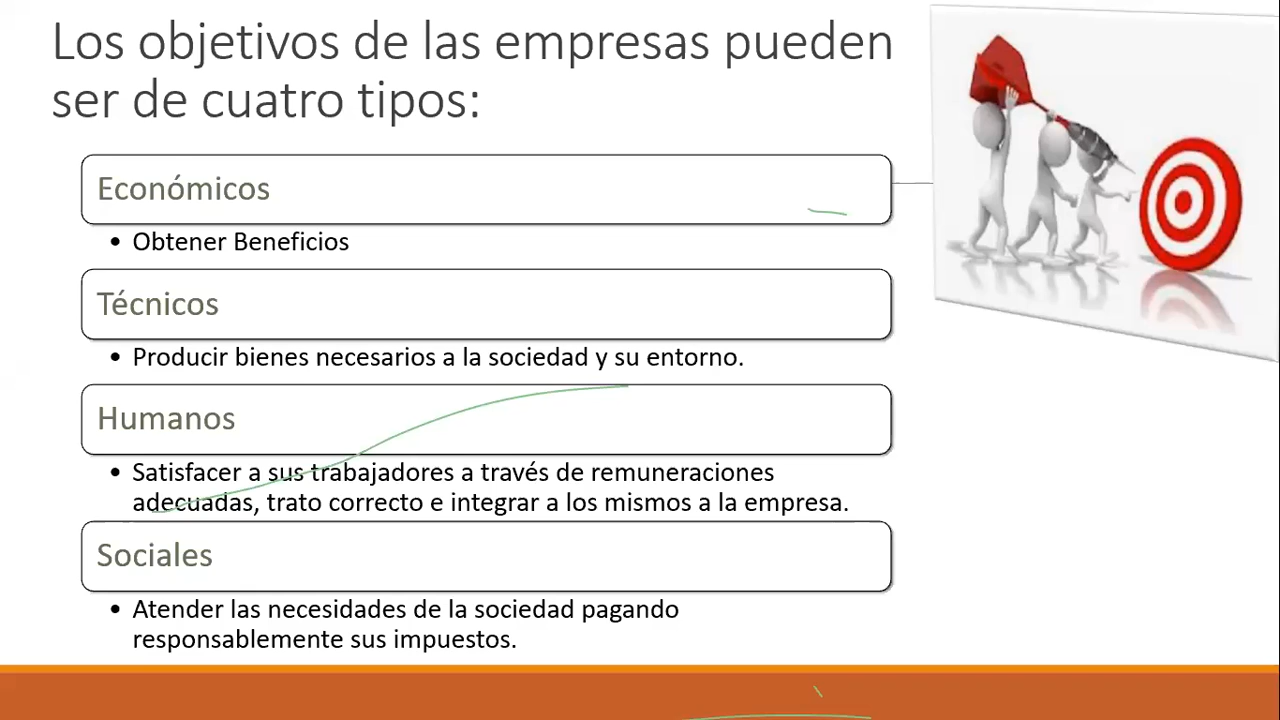 Los objetivos de las empresas pueden
ser de cuatro tipos:
Económicos
• Obtener Beneficios
Técnicos
• Producir bienes necesarios a la sociedad y su entorno.
Humanos
• Satisfacer a sus trabajadores a través de remuneraciones
adecuadas, trato correcto e integrar a los mismos a la empresa.
Sociales
• Atender las necesidades de la sociedad pagando
responsablemente sus impuestos.